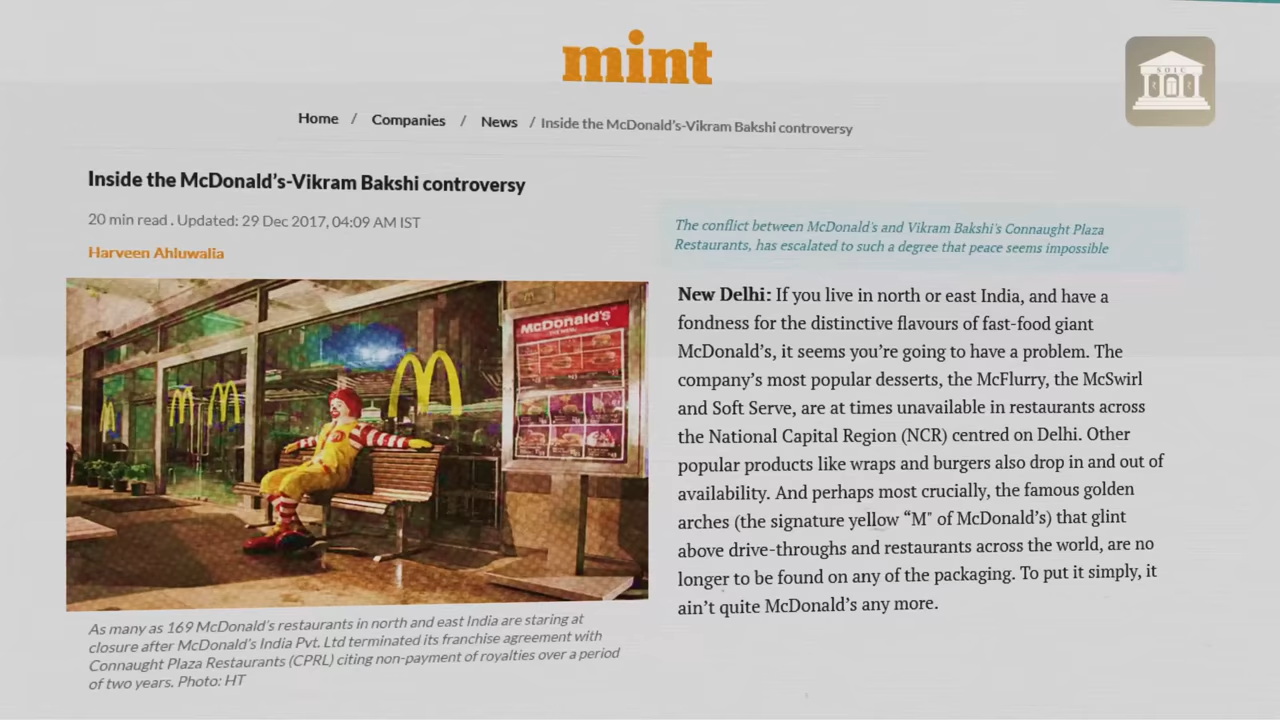 mint
SOIC
Home / Companies / News / Inside the McDonald's-Vikram Bakshi controversy
Inside the McDonald's-Vikram Bakshi controversy
20 min read . Updated: 29 Dec 2017, 04:09 AM IST
Harveen Ahluwalia
McDonald's
As many as 169 McDonald's restaurants in north and east India are staring at
closure after McDonald's India Pvt. Ltd terminated its franchise agreement with
Connaught Plaza Restaurants (CPRL) citing non-payment of royalties over a period
of two years. Photo: HT
The conflict between McDonald's and Vikram Bakshi's Connaught Plaza
Restaurants, has escalated to such a degree that peace seems impossible
New Delhi: If you live in north or east India, and have a
fondness for the distinctive flavours of fast-food giant
McDonald's, it seems you're going to have a problem. The
company's most popular desserts, the McFlurry, the McSwirl
and Soft Serve, are at times unavailable in restaurants across
the National Capital Region (NCR) centred on Delhi. Other
popular products like wraps and burgers also drop in and out of
availability. And perhaps most crucially, the famous golden
arches (the signature yellow “M" of McDonald's) that glint
above drive-throughs and restaurants across the world, are no
longer to be found on any of the packaging. To put it simply, it
ain't quite McDonald's any more.